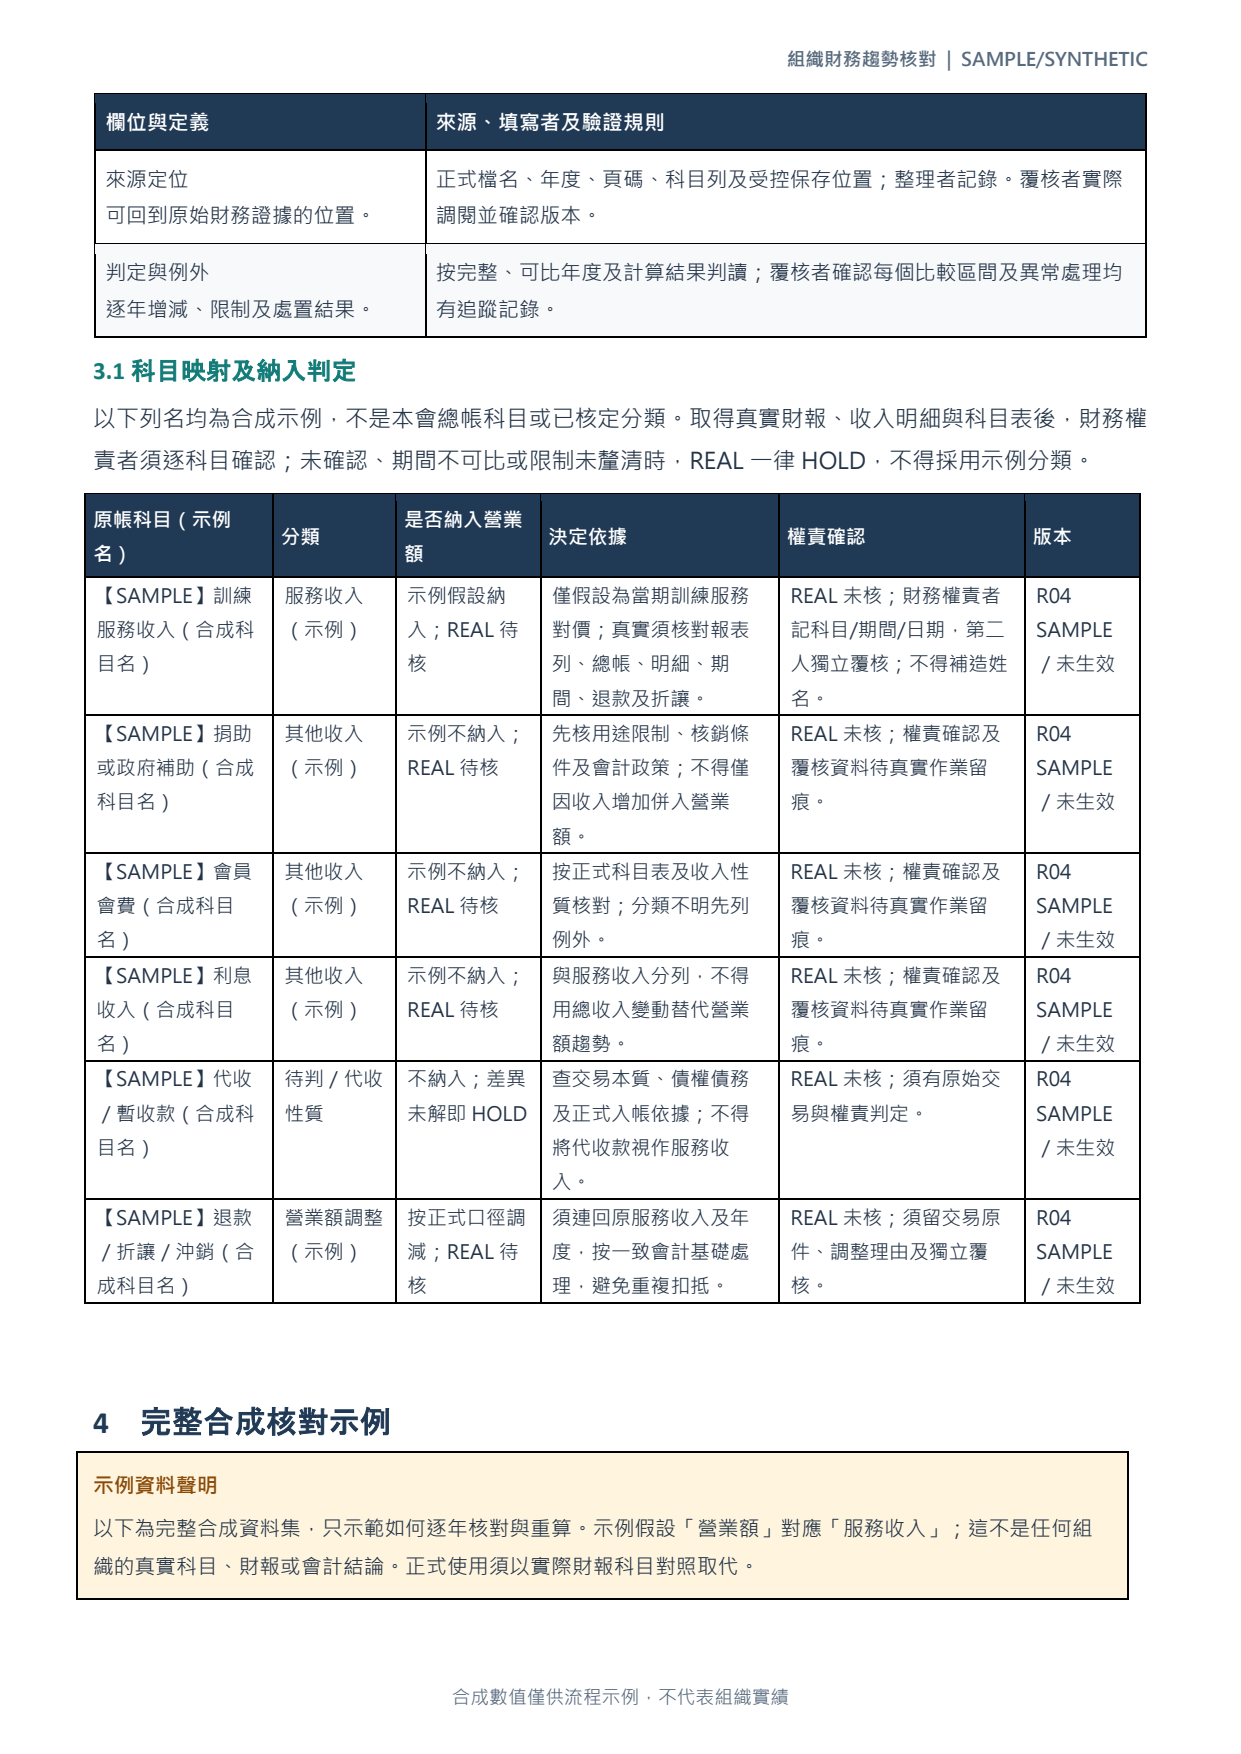 組織財務趨勢核對｜SAMPLE/SYNTHETIC
欄位與定義
來源、填寫者及驗證規則
來源定位
可回到原始財務證據的位置。
正式檔名、年度、頁碼、科目列及受控保存位置；整理者記錄。覆核者實際
調閱並確認版本。
判定與例外
逐年增減、限制及處置結果。
按完整、可比年度及計算結果判讀；覆核者確認每個比較區間及異常處理均
有追蹤記錄。
3.1 科目映射及納入判定
以下列名均為合成示例，不是本會總帳科目或已核定分類。取得真實財報、收入明細與科目表後，財務權
責者須逐科目確認；未確認、期間不可比或限制未釐清時，REAL 一律 HOLD，不得採用示例分類。
原帳科目（示例
名）
分類
是否納入營業
額
決定依據
權責確認
版本
【SAMPLE】訓練
服務收入（合成科
目名）
服務收入
（示例）
示例假設納
入；REAL 待
核
僅假設為當期訓練服務
對價；真實須核對報表
列、總帳、明細、期
間、退款及折讓。
REAL 未核；財務權責者
記科目/期間/日期，第二
人獨立覆核；不得補造姓
名。
R04
SAMPLE
／未生效
【SAMPLE】捐助
或政府補助（合成
科目名）
其他收入
（示例）
示例不納入；
REAL 待核
先核用途限制、核銷條
件及會計政策；不得僅
因收入增加併入營業
額。
REAL 未核；權責確認及
覆核資料待真實作業留
痕。
R04
SAMPLE
／未生效
【SAMPLE】會員
會費（合成科目
名）
其他收入
（示例）
示例不納入；
REAL 待核
按正式科目表及收入性
質核對；分類不明先列
例外。
REAL 未核；權責確認及
覆核資料待真實作業留
痕。
R04
SAMPLE
／未生效
【SAMPLE】利息
收入（合成科目
名）
其他收入
（示例）
示例不納入；
REAL 待核
與服務收入分列，不得
用總收入變動替代營業
額趨勢。
REAL 未核；權責確認及
覆核資料待真實作業留
痕。
R04
SAMPLE
／未生效
【SAMPLE】代收
／暫收款（合成科
目名）
待判／代收
性質
不納入；差異
未解即 HOLD
查交易本質、債權債務
及正式入帳依據；不得
將代收款視作服務收
入。
REAL 未核；須有原始交
易與權責判定。
R04
SAMPLE
／未生效
【SAMPLE】退款
／折讓／沖銷（合
成科目名）
營業額調整
（示例）
按正式口徑調
減；REAL 待
核
須連回原服務收入及年
度，按一致會計基礎處
理，避免重複扣抵。
REAL 未核；須留交易原
件、調整理由及獨立覆
核。
R04
SAMPLE
／未生效
4 完整合成核對示例
示例資料聲明
以下為完整合成資料集，只示範如何逐年核對與重算。示例假設「營業額」對應「服務收入」；這不是任何組
織的真實科目、財報或會計結論。正式使用須以實際財報科目對照取代。
合成數值僅供流程示例，不代表組織實績